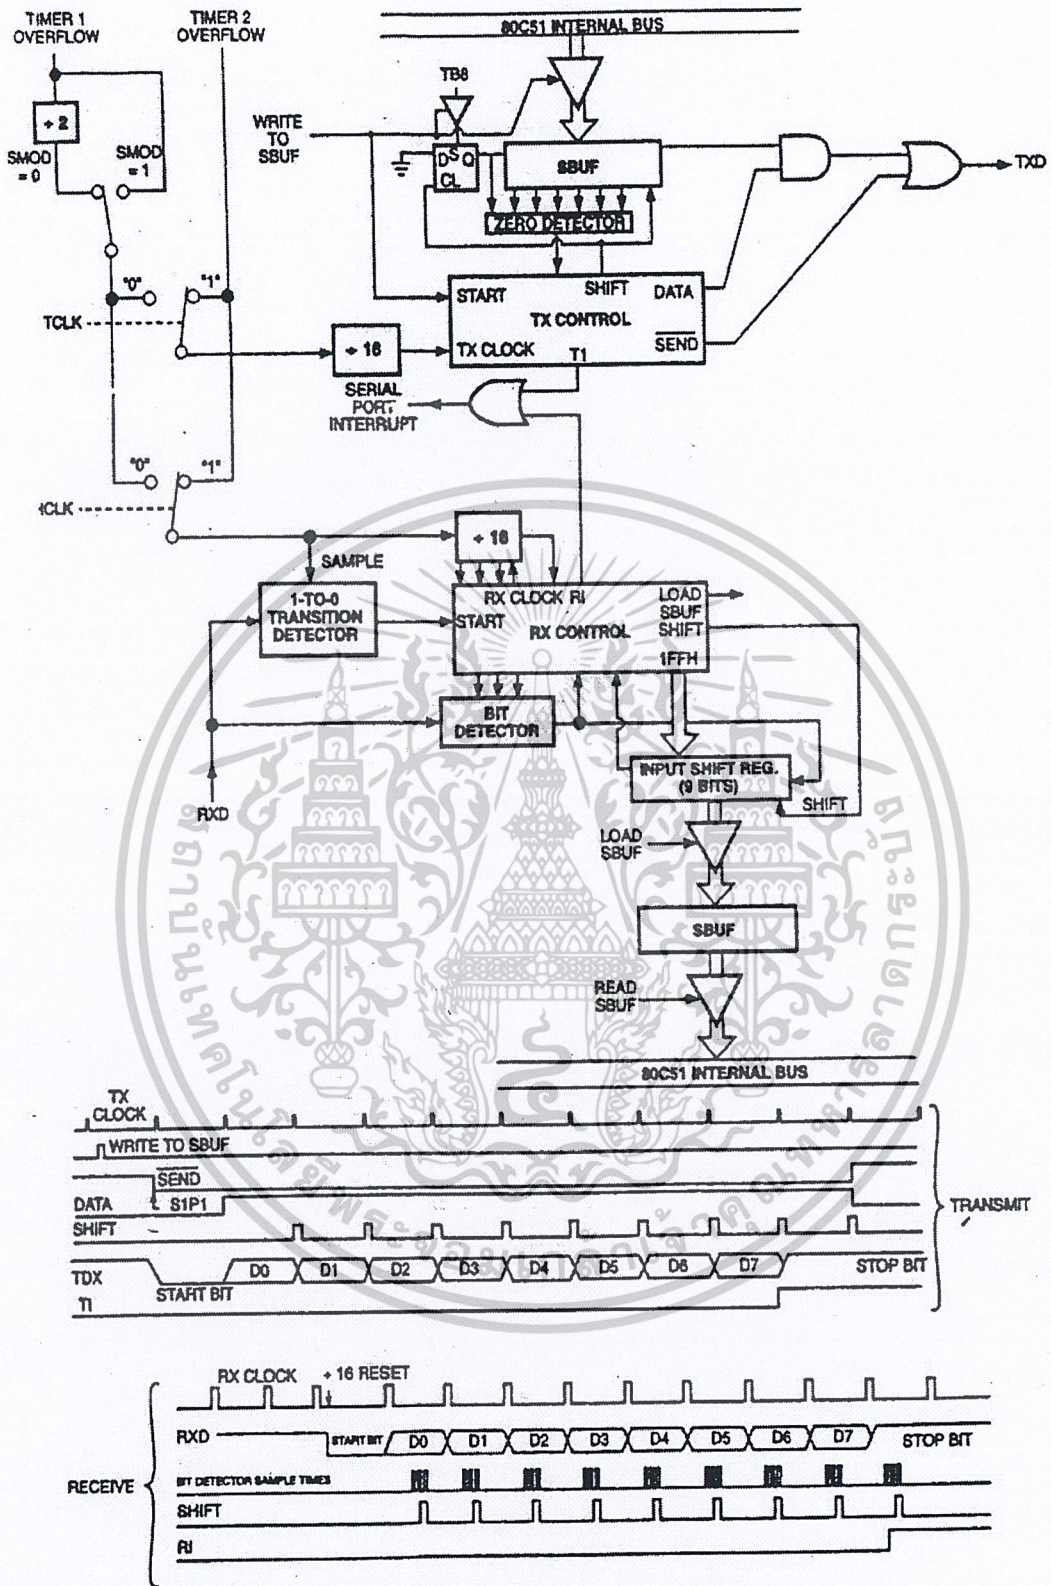 TIMER 1
OVERFLOW
TIMER 2
OVERFLOW
80C51 INTERNAL BUS
TB8
÷ 2
WRITE
TO
SBUF
SMOD
= 0
SMOD
= 1
D S Q
CL
SBUF
TXD
ZERO DETECTOR
"0"
"1"
START
SHIFT
DATA
TCLK
TX CONTROL
÷ 16
TX CLOCK
T1
SEND
SERIAL
PORT
INTERRUPT
"0"
"1"
ICLK
÷ 16
SAMPLE
1-TO-0
TRANSITION
DETECTOR
RX CLOCK RI
START
RX CONTROL
LOAD
SBUF
SHIFT
1FFH
BIT
DETECTOR
INPUT SHIFT REG.
(9 BITS)
SHIFT
RXD
LOAD
SBUF
SBUF
READ
SBUF
80C51 INTERNAL BUS
TX
CLOCK
WRITE TO SBUF
SEND
DATA
S1P1
SHIFT
TRANSMIT
TDX
START BIT
D0
D1
D2
D3
D4
D5
D6
D7
STOP BIT
TI
RX CLOCK
÷ 16 RESET
RXD
START BIT
D0
D1
D2
D3
D4
D5
D6
D7
STOP BIT
RECEIVE
BIT DETECTOR SAMPLE TIMES
SHIFT
RI